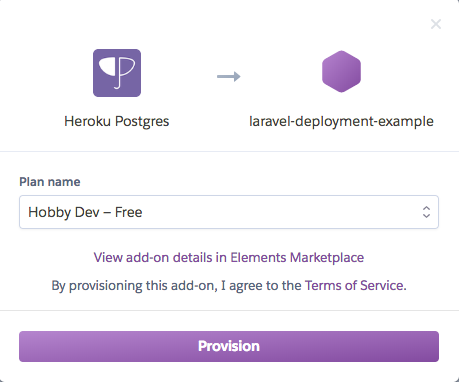 Heroku Postgres
laravel-deployment-example
Plan name
Hobby Dev – Free
View add-on details in Elements Marketplace
By provisioning this add-on, I agree to the Terms of Service.
Provision